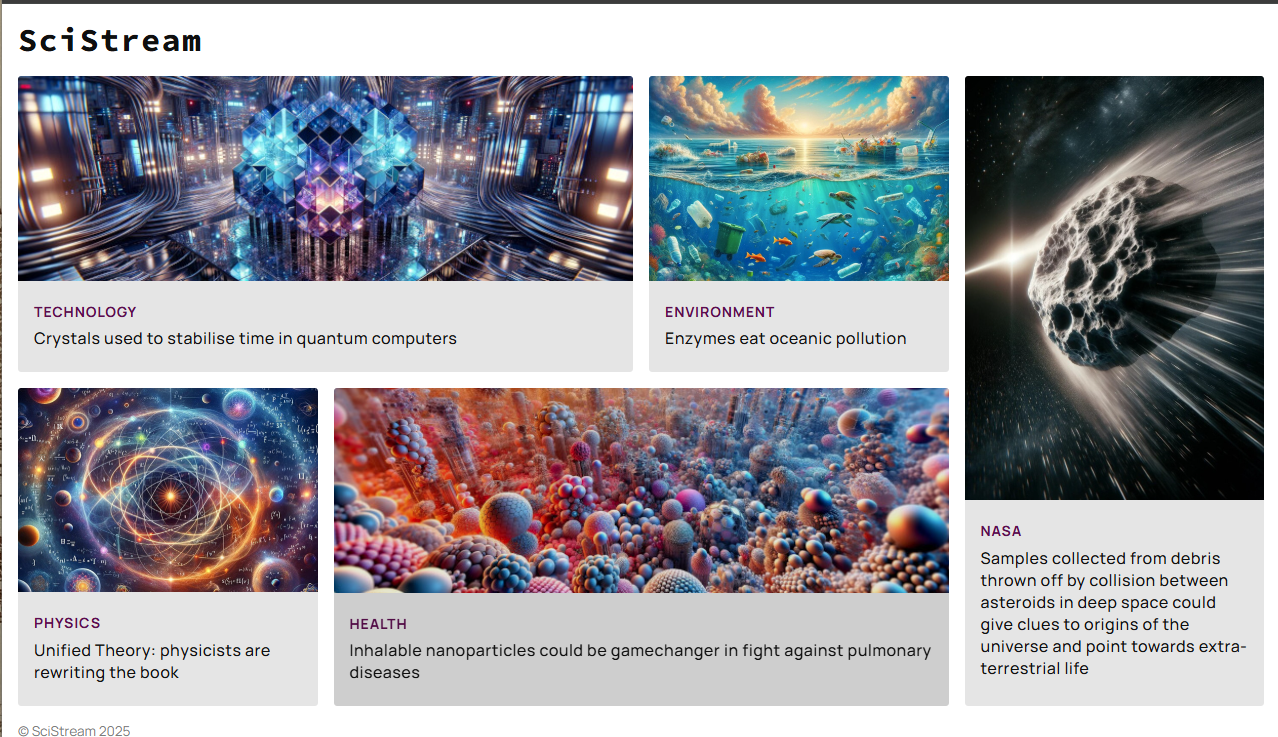 SciStream
TECHNOLOGY
Crystals used to stabilise time in quantum computers
ENVIRONMENT
Enzymes eat oceanic pollution
NASA
Samples collected from debris
thrown off by collision between
asteroids in deep space could
give clues to origins of the
universe and point towards extra-
terrestrial life
PHYSICS
Unified Theory: physicists are
rewriting the book
HEALTH
Inhalable nanoparticles could be gamechanger in fight against pulmonary
diseases
© SciStream 2025